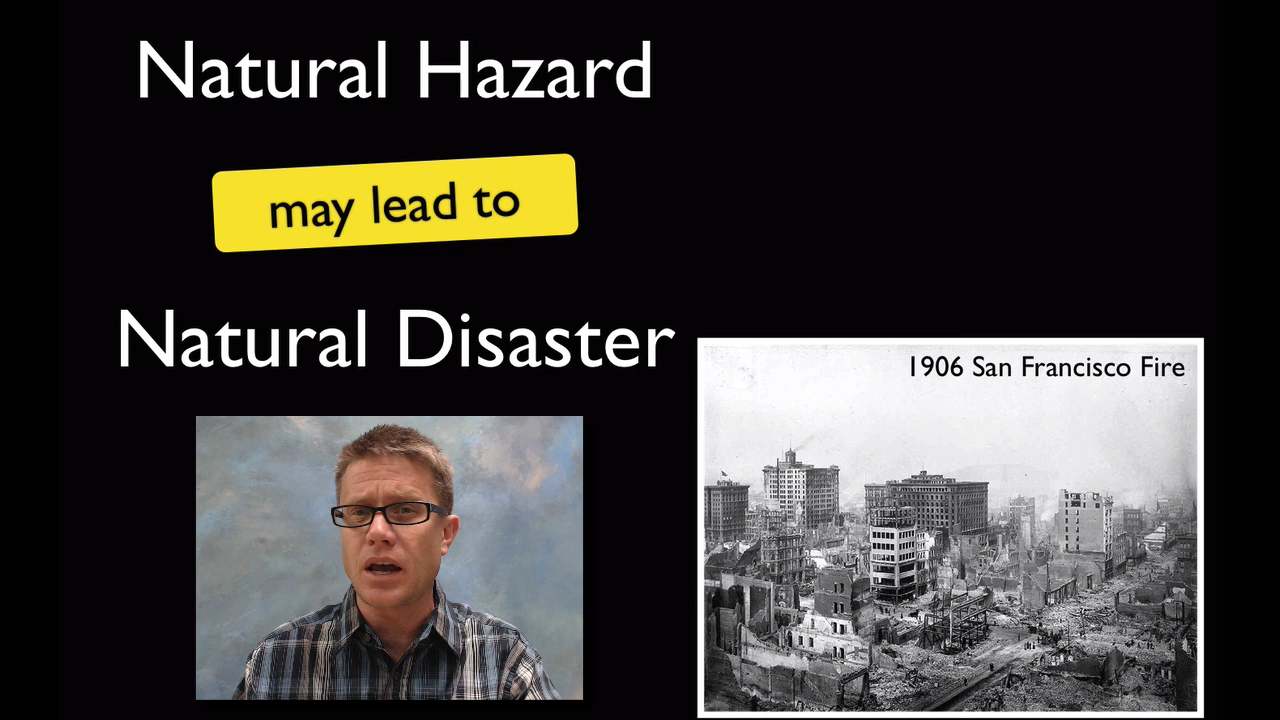 Natural Hazard
may lead to
Natural Disaster
1906 San Francisco Fire